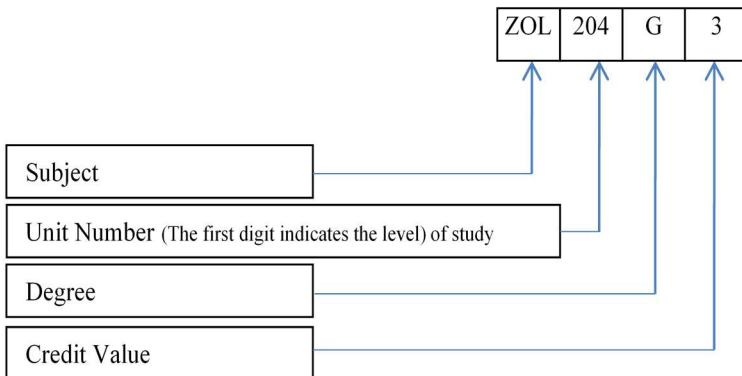 ZOL 204 G 3
Subject
Unit Number (The first digit indicates the level) of study
Degree
Credit Value